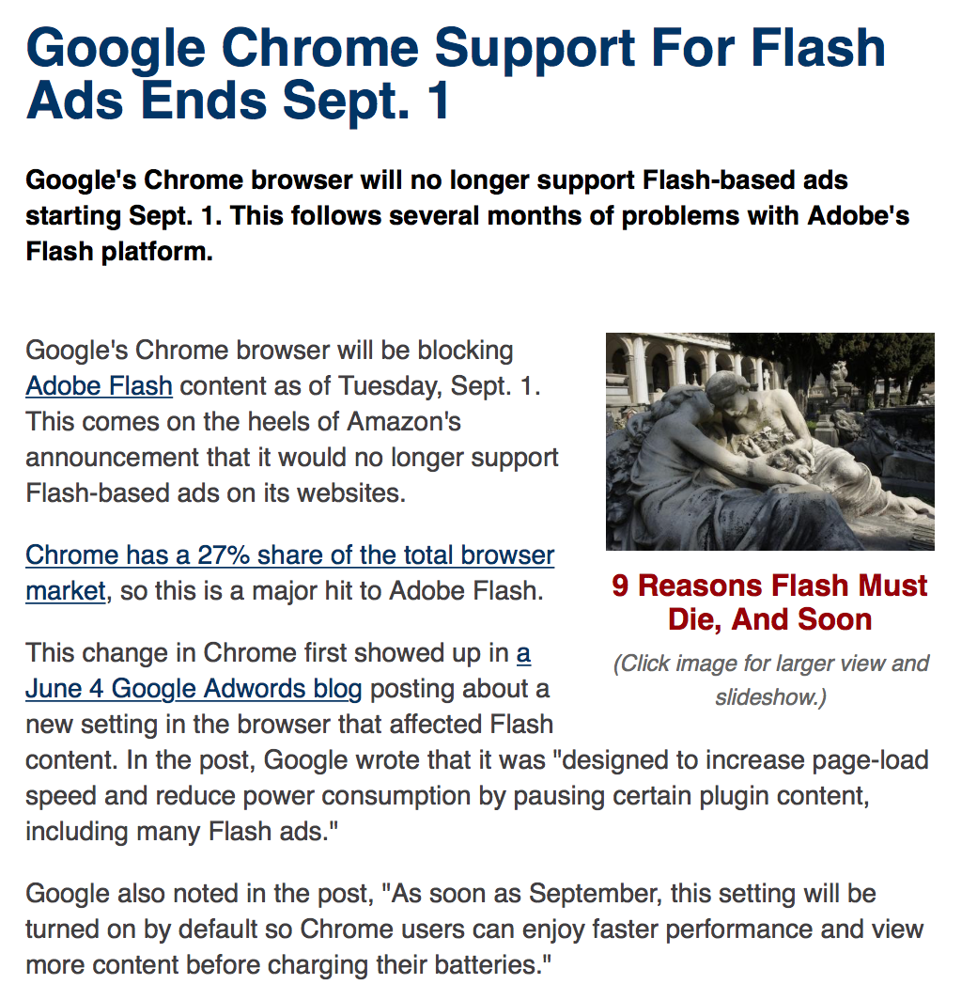 Google Chrome Support For Flash
Ads Ends Sept. 1
Google's Chrome browser will no longer support Flash-based ads
starting Sept. 1. This follows several months of problems with Adobe's
Flash platform.
Google's Chrome browser will be blocking
Adobe Flash content as of Tuesday, Sept. 1.
This comes on the heels of Amazon's
announcement that it would no longer support
Flash-based ads on its websites.
Chrome has a 27% share of the total browser
market, so this is a major hit to Adobe Flash.
9 Reasons Flash Must
Die, And Soon
(Click image for larger view and
slideshow.)
This change in Chrome first showed up in a
June 4 Google Adwords blog posting about a
new setting in the browser that affected Flash
content. In the post, Google wrote that it was "designed to increase page-load
speed and reduce power consumption by pausing certain plugin content,
including many Flash ads."
Google also noted in the post, "As soon as September, this setting will be
turned on by default so Chrome users can enjoy faster performance and view
more content before charging their batteries."